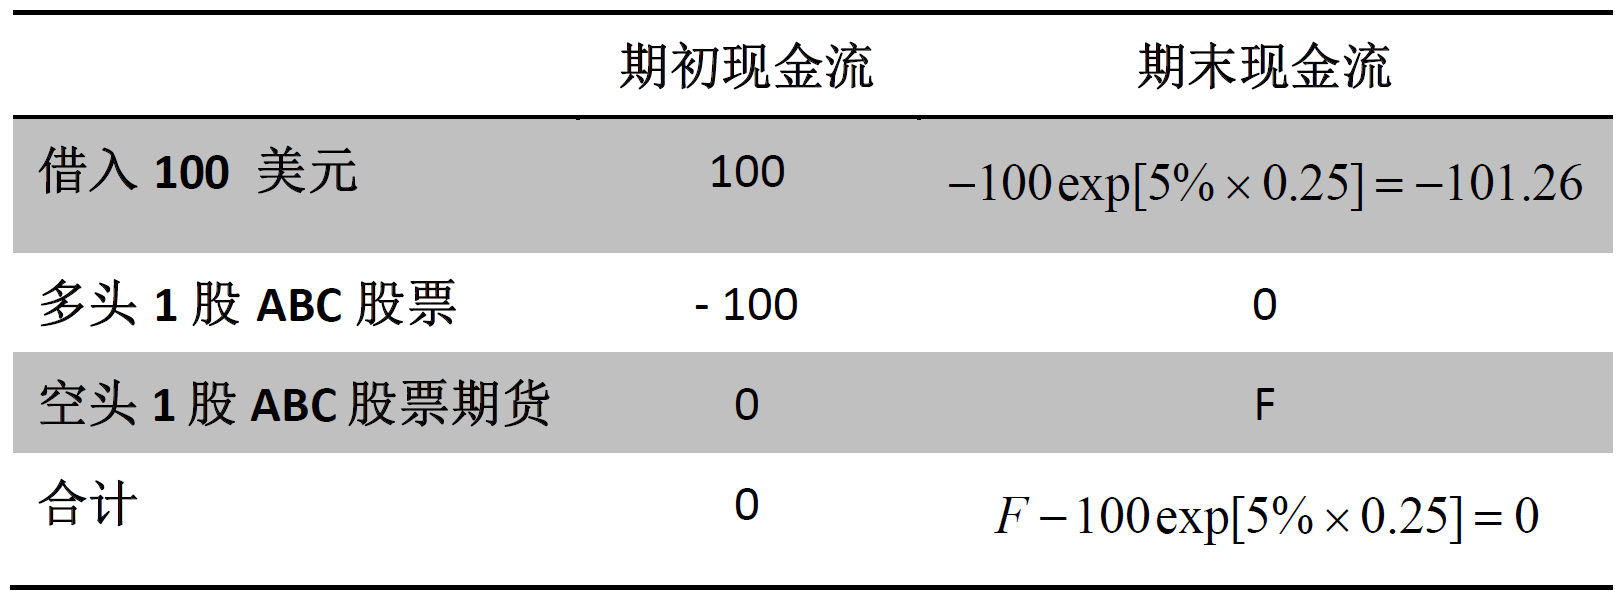 期初现金流 期末现金流
借入 100 美元 100 −100exp[5% × 0.25] = −101.26
多头 1 股 ABC 股票 - 100 0
空头 1 股 ABC 股票期货 0 F
合计 0 F − 100exp[5% × 0.25] = 0